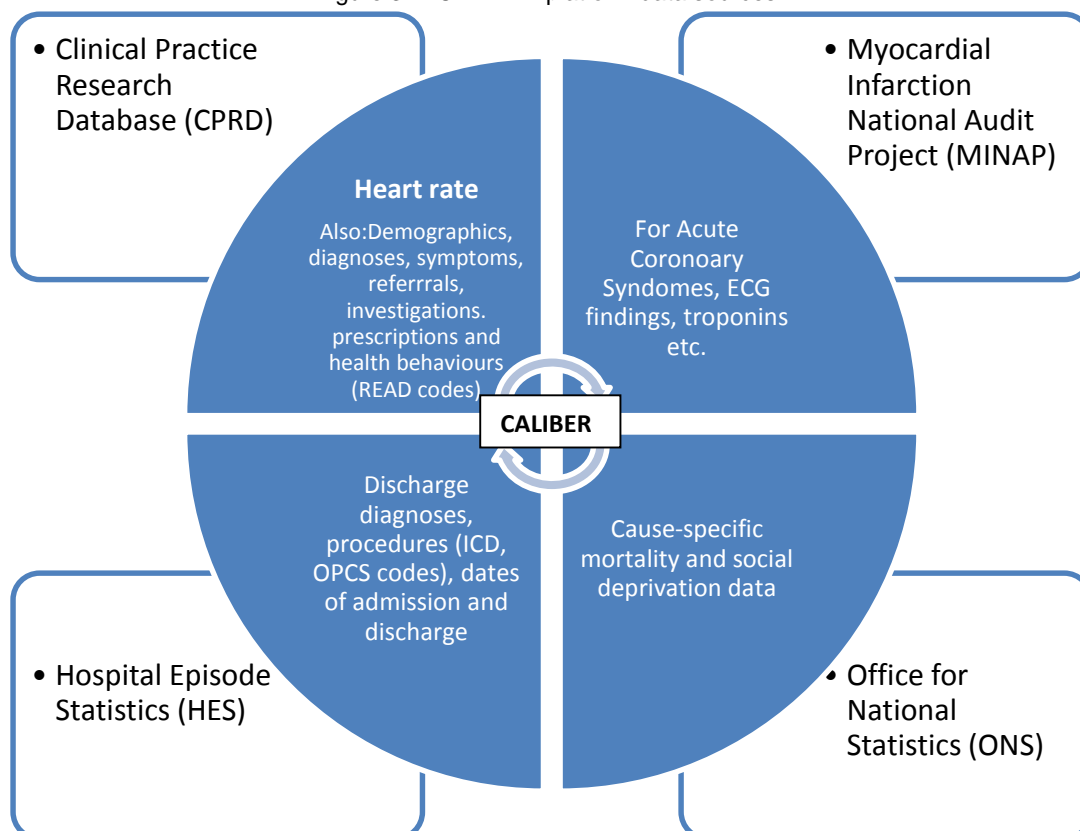 • Clinical Practice
Research
Database (CPRD)
• Myocardial
Infarction
National Audit
Project (MINAP)
Heart rate
Also:Demographics,
diagnoses, symptoms,
referrrals,
investigations.
prescriptions and
health behaviours
(READ codes)
For Acute
Coronoary
Syndomes, ECG
findings, troponins
etc.
CALIBER
Discharge
diagnoses,
procedures (ICD,
OPCS codes), dates
of admission and
discharge
Cause-specific
mortality and social
deprivation data
• Hospital Episode
Statistics (HES)
• Office for
National
Statistics (ONS)